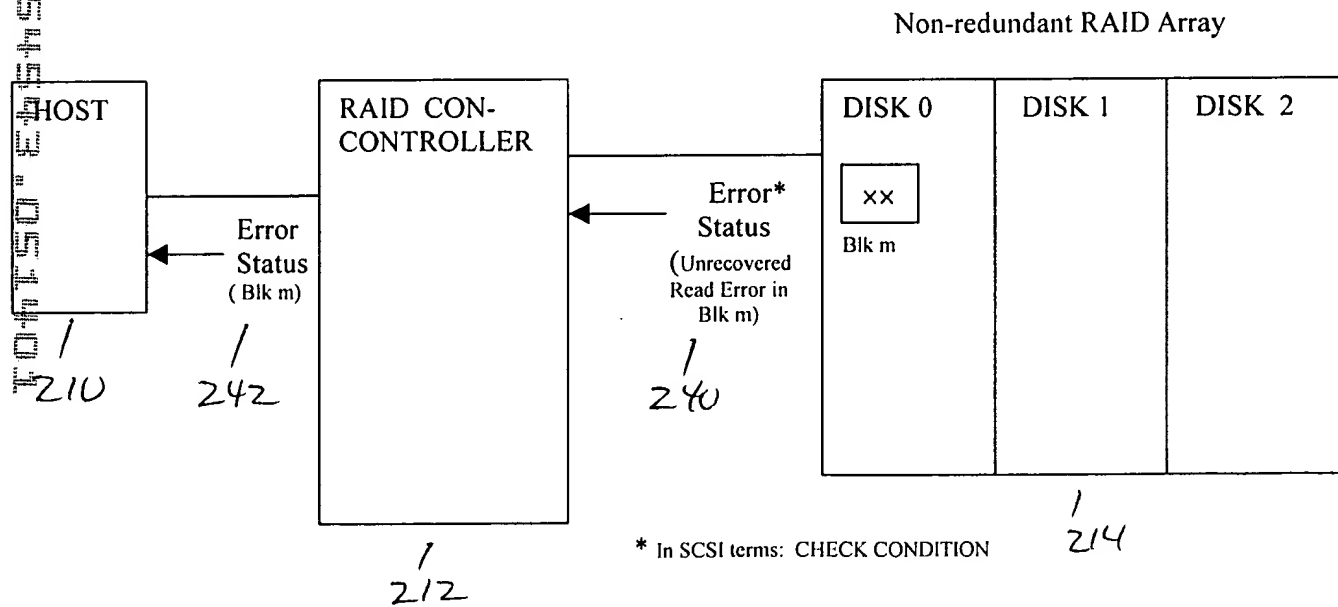 Non-redundant RAID Array
HOST
RAID CON-
CONTROLLER
DISK 0
DISK 1
DISK 2
××
Blk m
Error
Status
( Blk m)
Error*
Status
(Unrecovered
Read Error in
Blk m)
210
242
240
212
214
* In SCSI terms: CHECK CONDITION